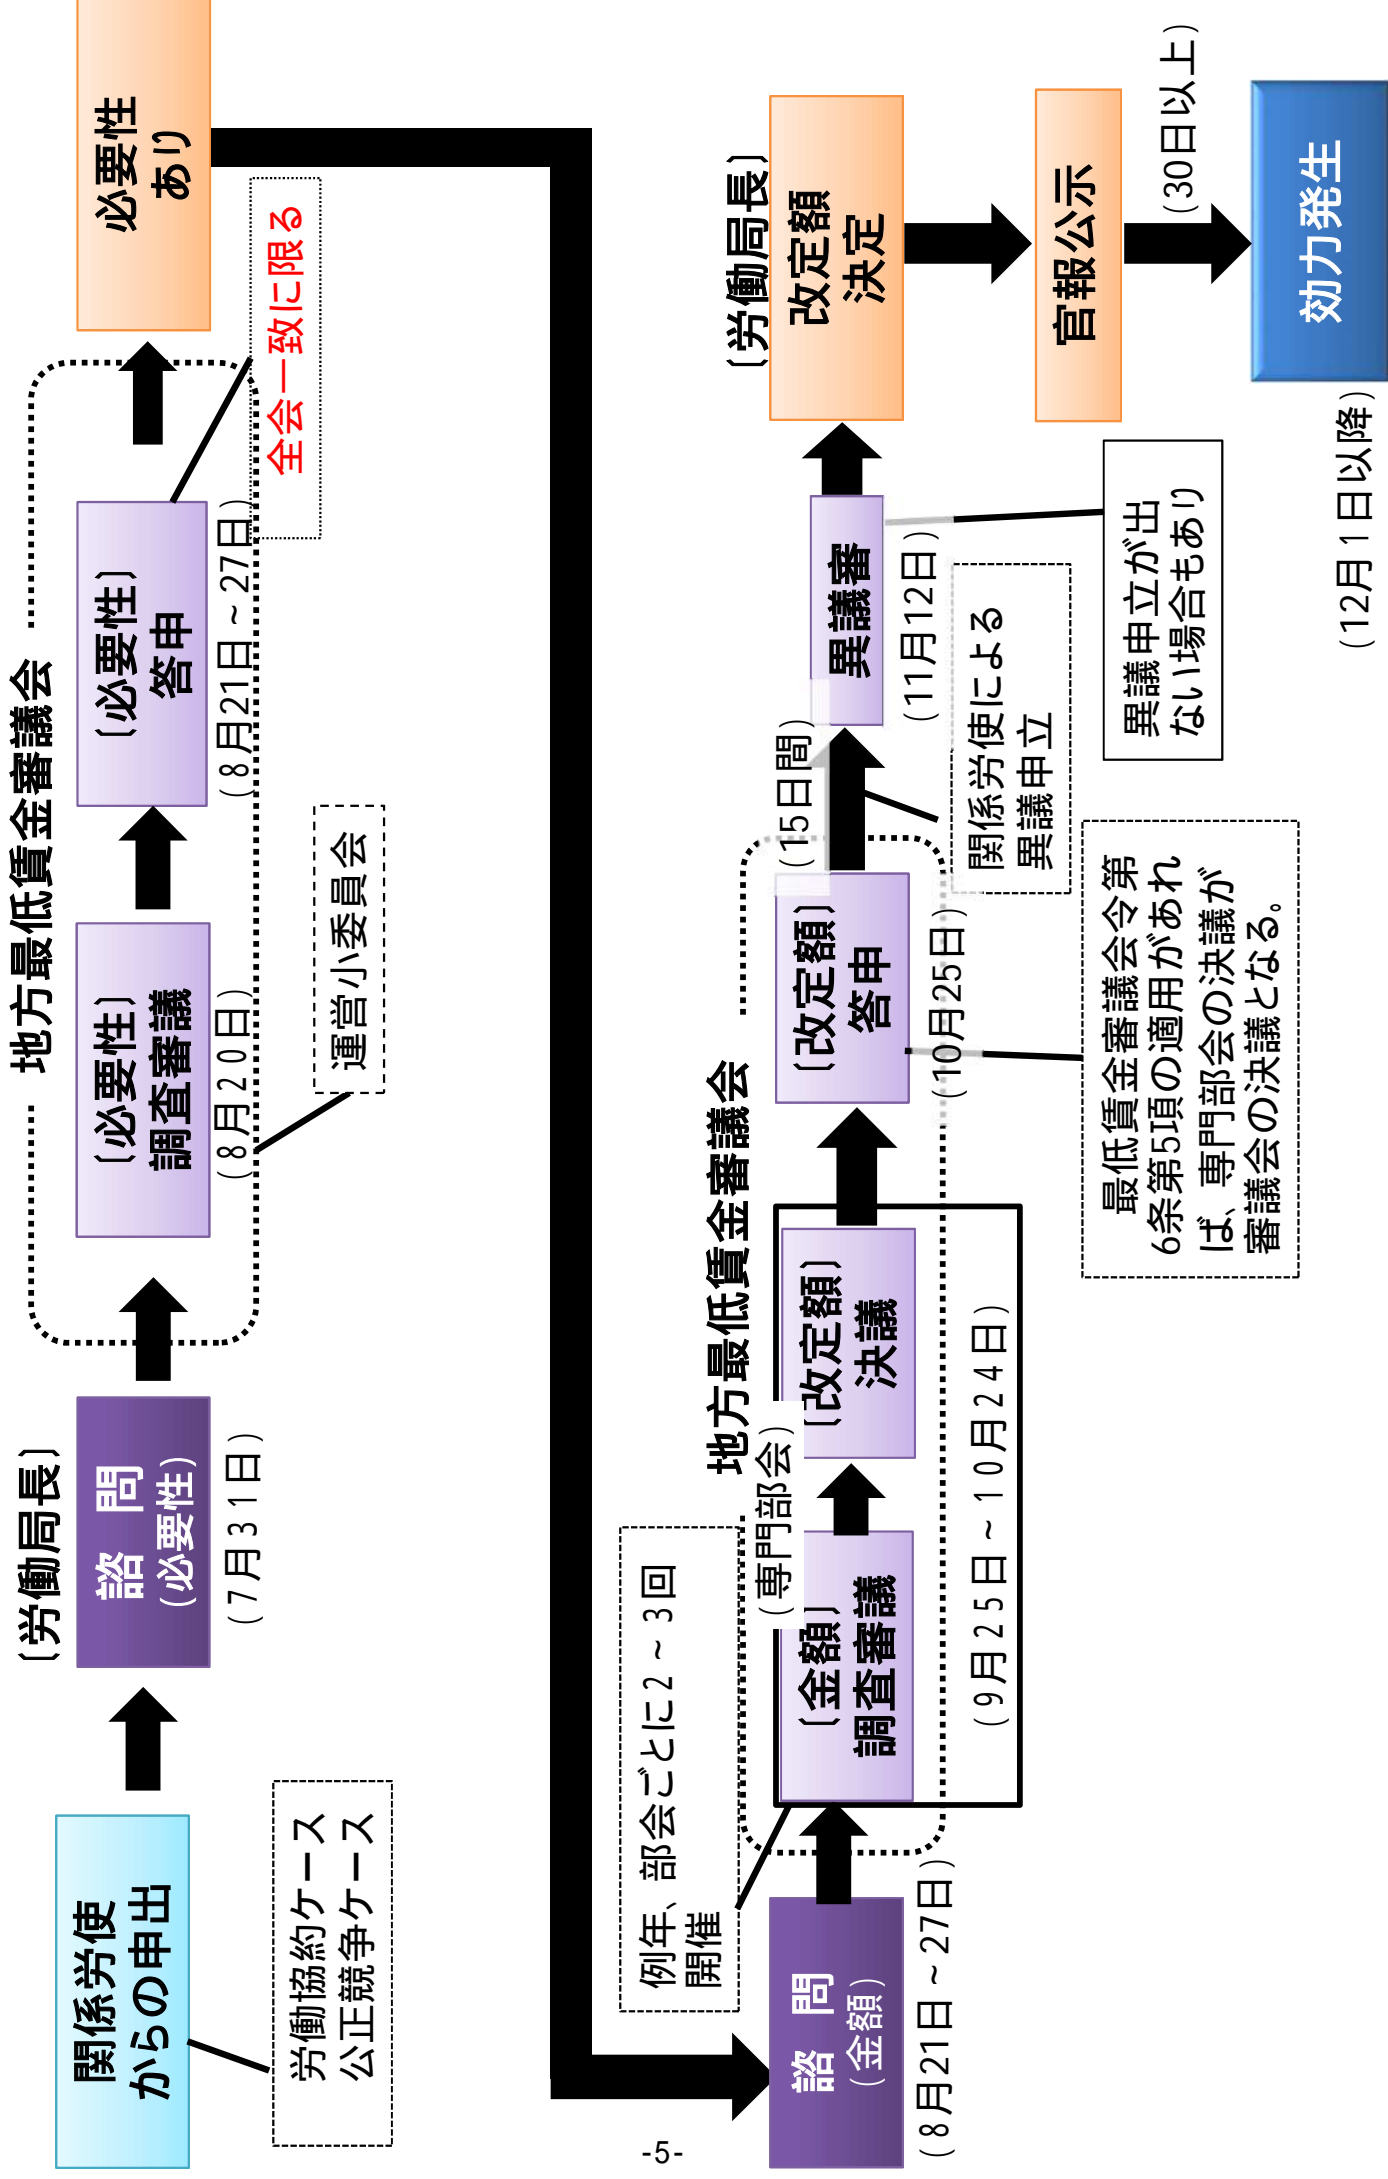 関係労使
からの申出
労働協約ケース
公正競争ケース
〔労働局長〕
諮　問
(必要性)
(7月31日)
地方最低賃金審議会
〔必要性〕
調査審議
(8月20日)
運営小委員会
〔必要性〕
答申
(8月21日~27日)
全会一致に限る
必要性
あり
諮　問
(金額)
(8月21日~27日)
例年、部会ごとに2~3回
開催
地方最低賃金審議会
(専門部会)
〔金額〕
調査審議
〔改定額〕
決議
(9月25日~10月24日)
〔改定額〕
答申
(10月25日)
最低賃金審議会令第
6条第5項の適用があれ
ば、専門部会の決議が
審議会の決議となる。
(15日間)
関係労使による
異議申立
異議審
(11月12日)
異議申立が出
ない場合もあり
〔労働局長〕
改定額
決定
官報公示
(30日以上)
効力発生
(12月1日以降)
-5-